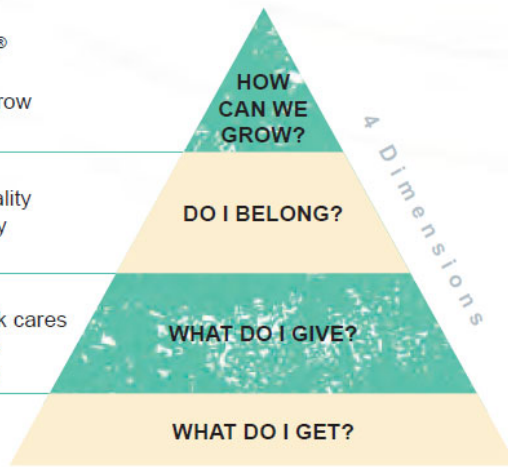 ®
row
HOW
CAN WE
GROW?
4 Dimensions
ality
y
DO I BELONG?
k cares
WHAT DO I GIVE?
WHAT DO I GET?